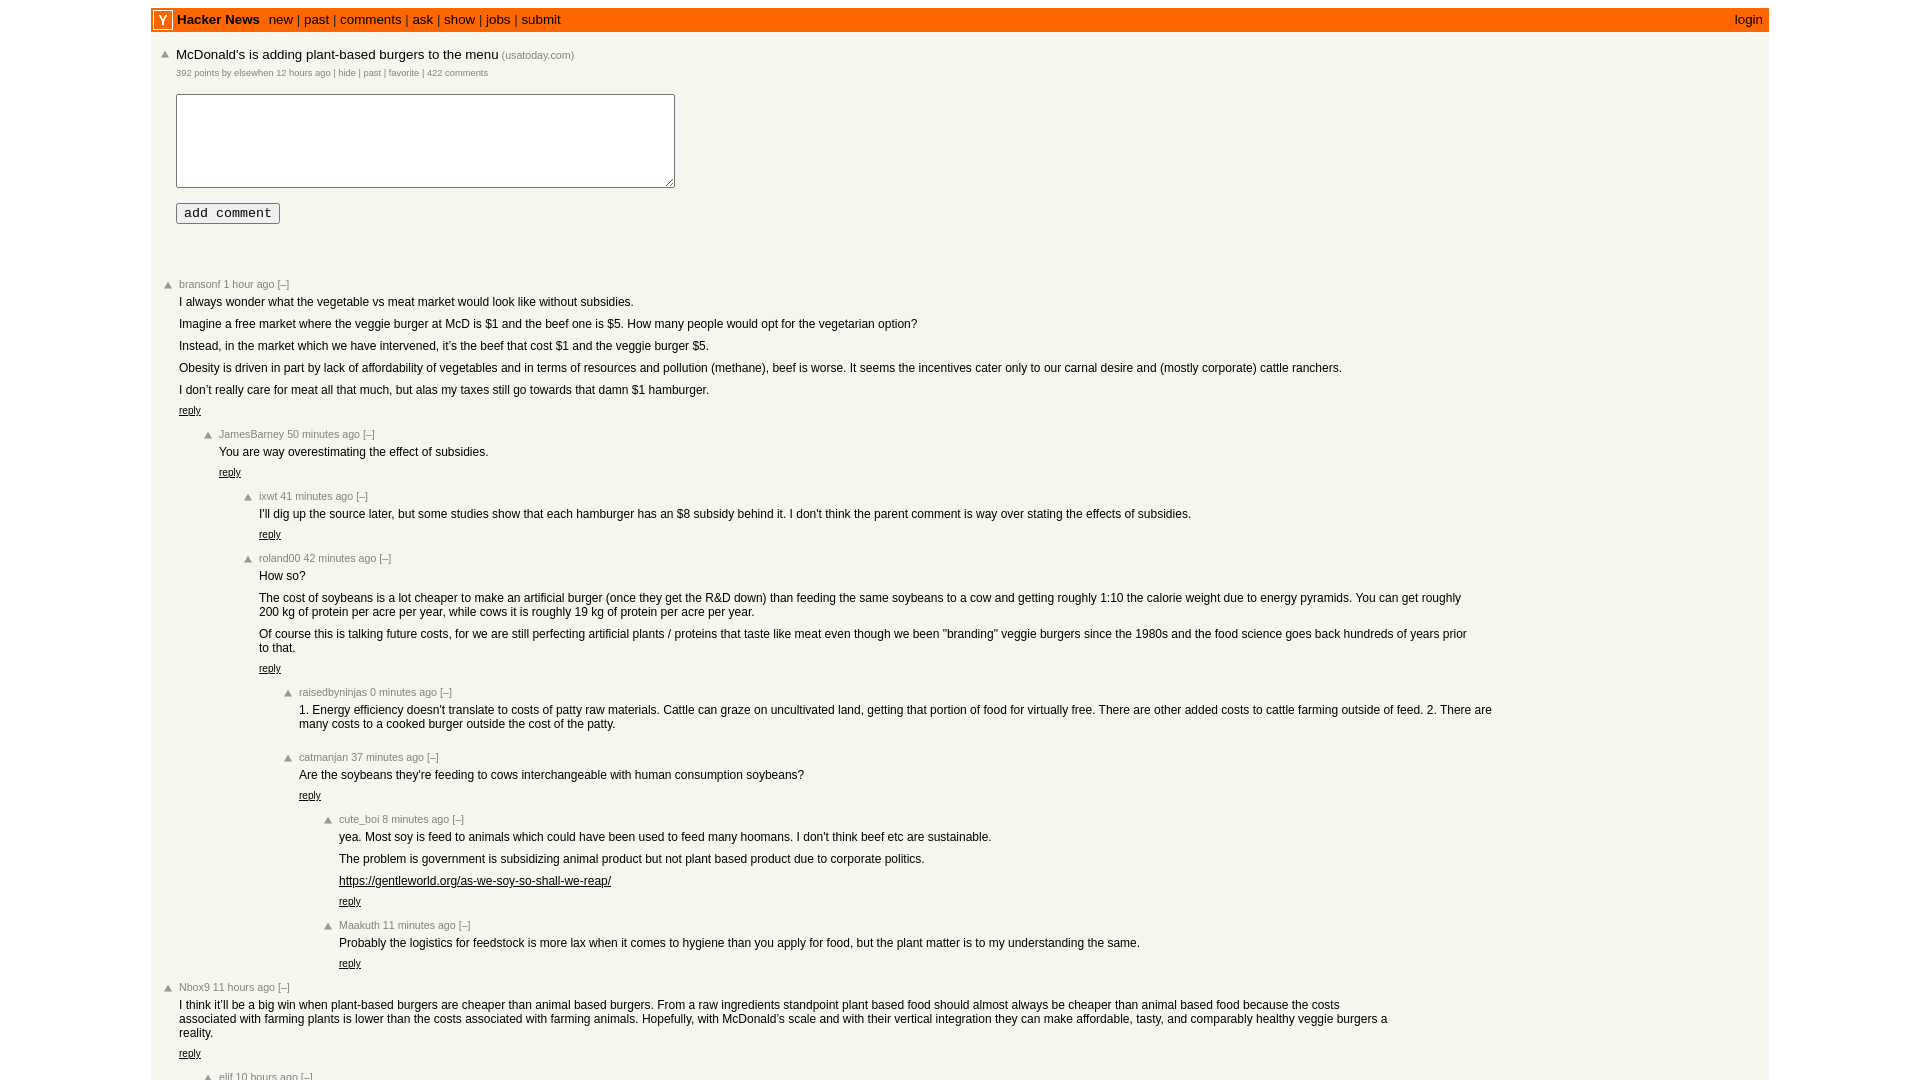 Y Hacker News new | past | comments | ask | show | jobs | submit login
McDonald's is adding plant-based burgers to the menu (usatoday.com)
392 points by elsewhen 12 hours ago | hide | past | favorite | 422 comments
add comment
bransonf 1 hour ago [–]
I always wonder what the vegetable vs meat market would look like without subsidies.
Imagine a free market where the veggie burger at McD is $1 and the beef one is $5. How many people would opt for the vegetarian option?
Instead, in the market which we have intervened, it’s the beef that cost $1 and the veggie burger $5.
Obesity is driven in part by lack of affordability of vegetables and in terms of resources and pollution (methane), beef is worse. It seems the incentives cater only to our carnal desire and (mostly corporate) cattle ranchers.
I don’t really care for meat all that much, but alas my taxes still go towards that damn $1 hamburger.
reply
JamesBarney 50 minutes ago [–]
You are way overestimating the effect of subsidies.
reply
ixwt 41 minutes ago [–]
I'll dig up the source later, but some studies show that each hamburger has an $8 subsidy behind it. I don't think the parent comment is way over stating the effects of subsidies.
reply
roland00 42 minutes ago [–]
How so?
The cost of soybeans is a lot cheaper to make an artificial burger (once they get the R&D down) than feeding the same soybeans to a cow and getting roughly 1:10 the calorie weight due to energy pyramids. You can get roughly
200 kg of protein per acre per year, while cows it is roughly 19 kg of protein per acre per year.
Of course this is talking future costs, for we are still perfecting artificial plants / proteins that taste like meat even though we been "branding" veggie burgers since the 1980s and the food science goes back hundreds of years prior
to that.
reply
raisedbyninjas 0 minutes ago [–]
1. Energy efficiency doesn't translate to costs of patty raw materials. Cattle can graze on uncultivated land, getting that portion of food for virtually free. There are other added costs to cattle farming outside of feed. 2. There are
many costs to a cooked burger outside the cost of the patty.
catmanjan 37 minutes ago [–]
Are the soybeans they're feeding to cows interchangeable with human consumption soybeans?
reply
cute_boi 8 minutes ago [–]
yea. Most soy is feed to animals which could have been used to feed many hoomans. I don't think beef etc are sustainable.
The problem is government is subsidizing animal product but not plant based product due to corporate politics.
https://gentleworld.org/as-we-soy-so-shall-we-reap/
reply
Maakuth 11 minutes ago [–]
Probably the logistics for feedstock is more lax when it comes to hygiene than you apply for food, but the plant matter is to my understanding the same.
reply
Nbox9 11 hours ago [–]
I think it’ll be a big win when plant-based burgers are cheaper than animal based burgers. From a raw ingredients standpoint plant based food should almost always be cheaper than animal based food because the costs
associated with farming plants is lower than the costs associated with farming animals. Hopefully, with McDonald’s scale and with their vertical integration they can make affordable, tasty, and comparably healthy veggie burgers a
reality.
reply
elif 10 hours ago [–]